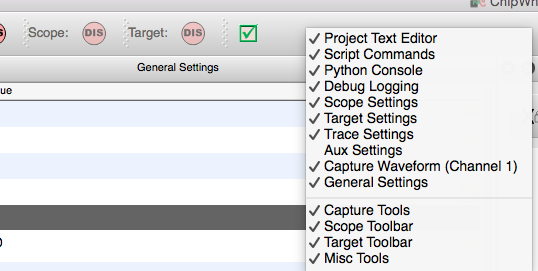 ChipWh
Scope: DIS Target: DIS
General Settings
ue
Project Text Editor
Script Commands
Python Console
Debug Logging
Scope Settings
Target Settings
Trace Settings
Aux Settings
Capture Waveform (Channel 1)
General Settings
Capture Tools
Scope Toolbar
Target Toolbar
Misc Tools